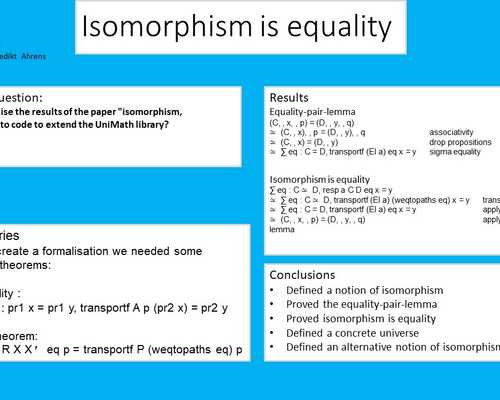 Isomorphism is equality
edikt Ahrens
uestion:
ise the results of the paper "isomorphism,
to code to extend the UniMath library?
ries
create a formalisation we needed some
theorems:
lity :
: pr1 x = pr1 y, transportf A p (pr2 x) = pr2 y
eorem:
R X X' eq p = transportf P (weqtopaths eq) p
Results
Equality-pair-lemma
(C, , x, , p) = (D, , y, , q)
≃ (C, , x), , p = (D, , y), , q associativity
≃ (C, , x) = (D, , y) drop propositions
≃ ∑ eq : C = D, transportf (El a) eq x = y sigma equality
Isomorphism is equality
∑ eq : C ≃ D, resp a C D eq x = y
≃ ∑ eq : C ≃ D, transportf (El a) (weqtopaths eq) x = y trans
≃ ∑ eq : C = D, transportf (El a) eq x = y apply
≃ (C, , x, , p) = (D, , y, , q) apply
lemma
Conclusions
• Defined a notion of isomorphism
• Proved the equality-pair-lemma
• Proved isomorphism is equality
• Defined a concrete universe
• Defined an alternative notion of isomorphism